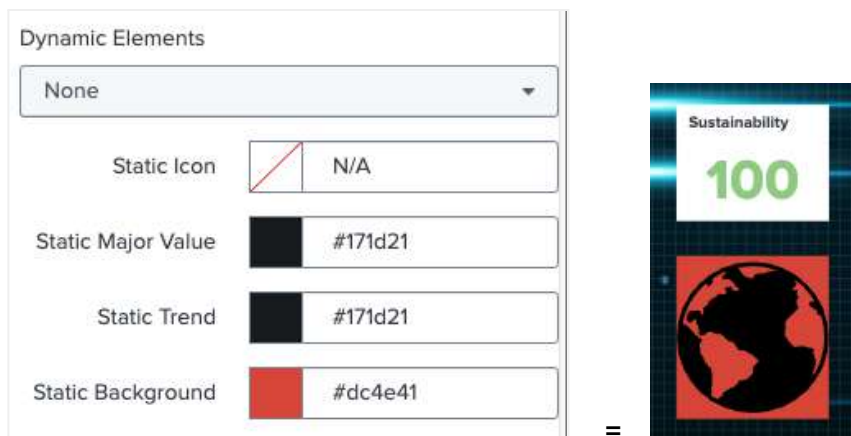 Dynamic Elements
None
Static Icon N/A
Static Major Value #171d21
Static Trend #171d21
Static Background #dc4e41
=
Sustainability
100